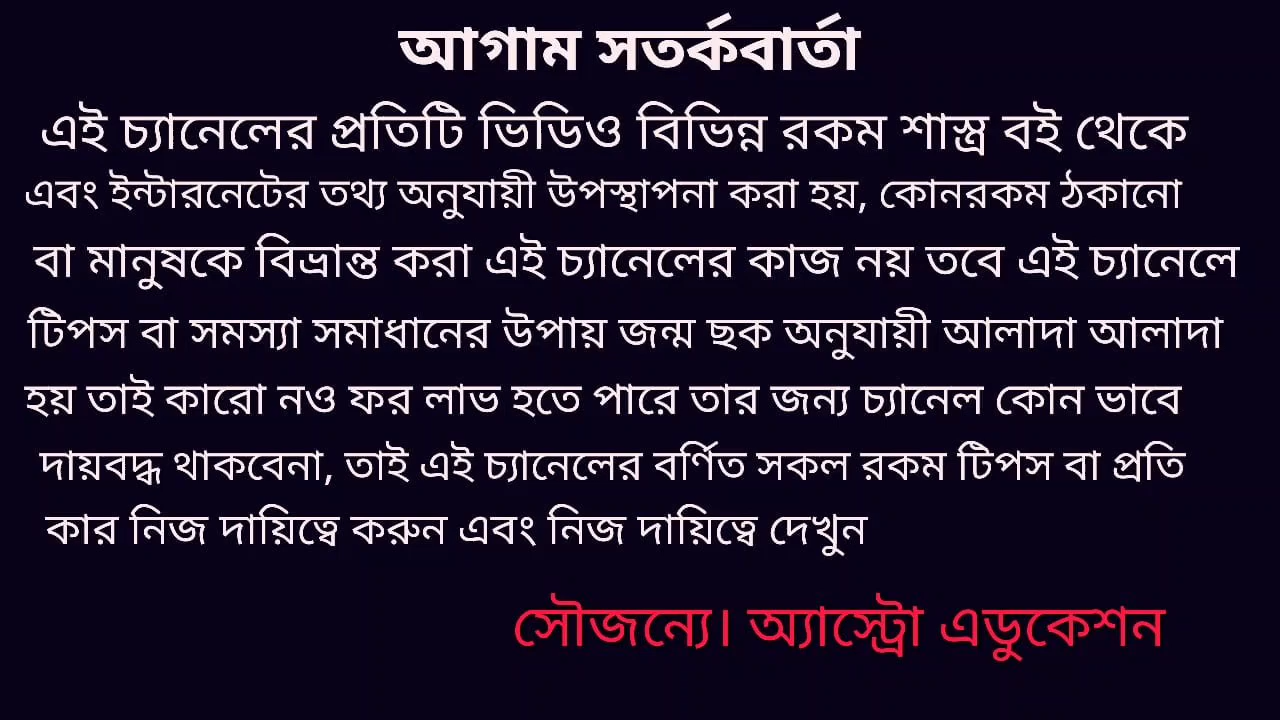 আগাম সতর্কবার্তা
এই চ্যানেলের প্রতিটি ভিডিও বিভিন্ন রকম শাস্ত্র বই থেকে
এবং ইন্টারনেটের তথ্য অনুযায়ী উপস্থাপনা করা হয়, কোনরকম ঠকানো
বা মানুষকে বিভ্রান্ত করা এই চ্যানেলের কাজ নয় তবে এই চ্যানেলে
টিপস বা সমস্যা সমাধানের উপায় জন্ম ছক অনুযায়ী আলাদা আলাদা
হয় তাই কারো নও ফর লাভ হতে পারে তার জন্য চ্যানেল কোন ভাবে
দায়বদ্ধ থাকবেনা, তাই এই চ্যানেলের বর্ণিত সকল রকম টিপস বা প্রতি
কার নিজ দায়িত্বে করুন এবং নিজ দায়িত্বে দেখুন
সৌজন্যে। অ্যাস্ট্রো এডুকেশন